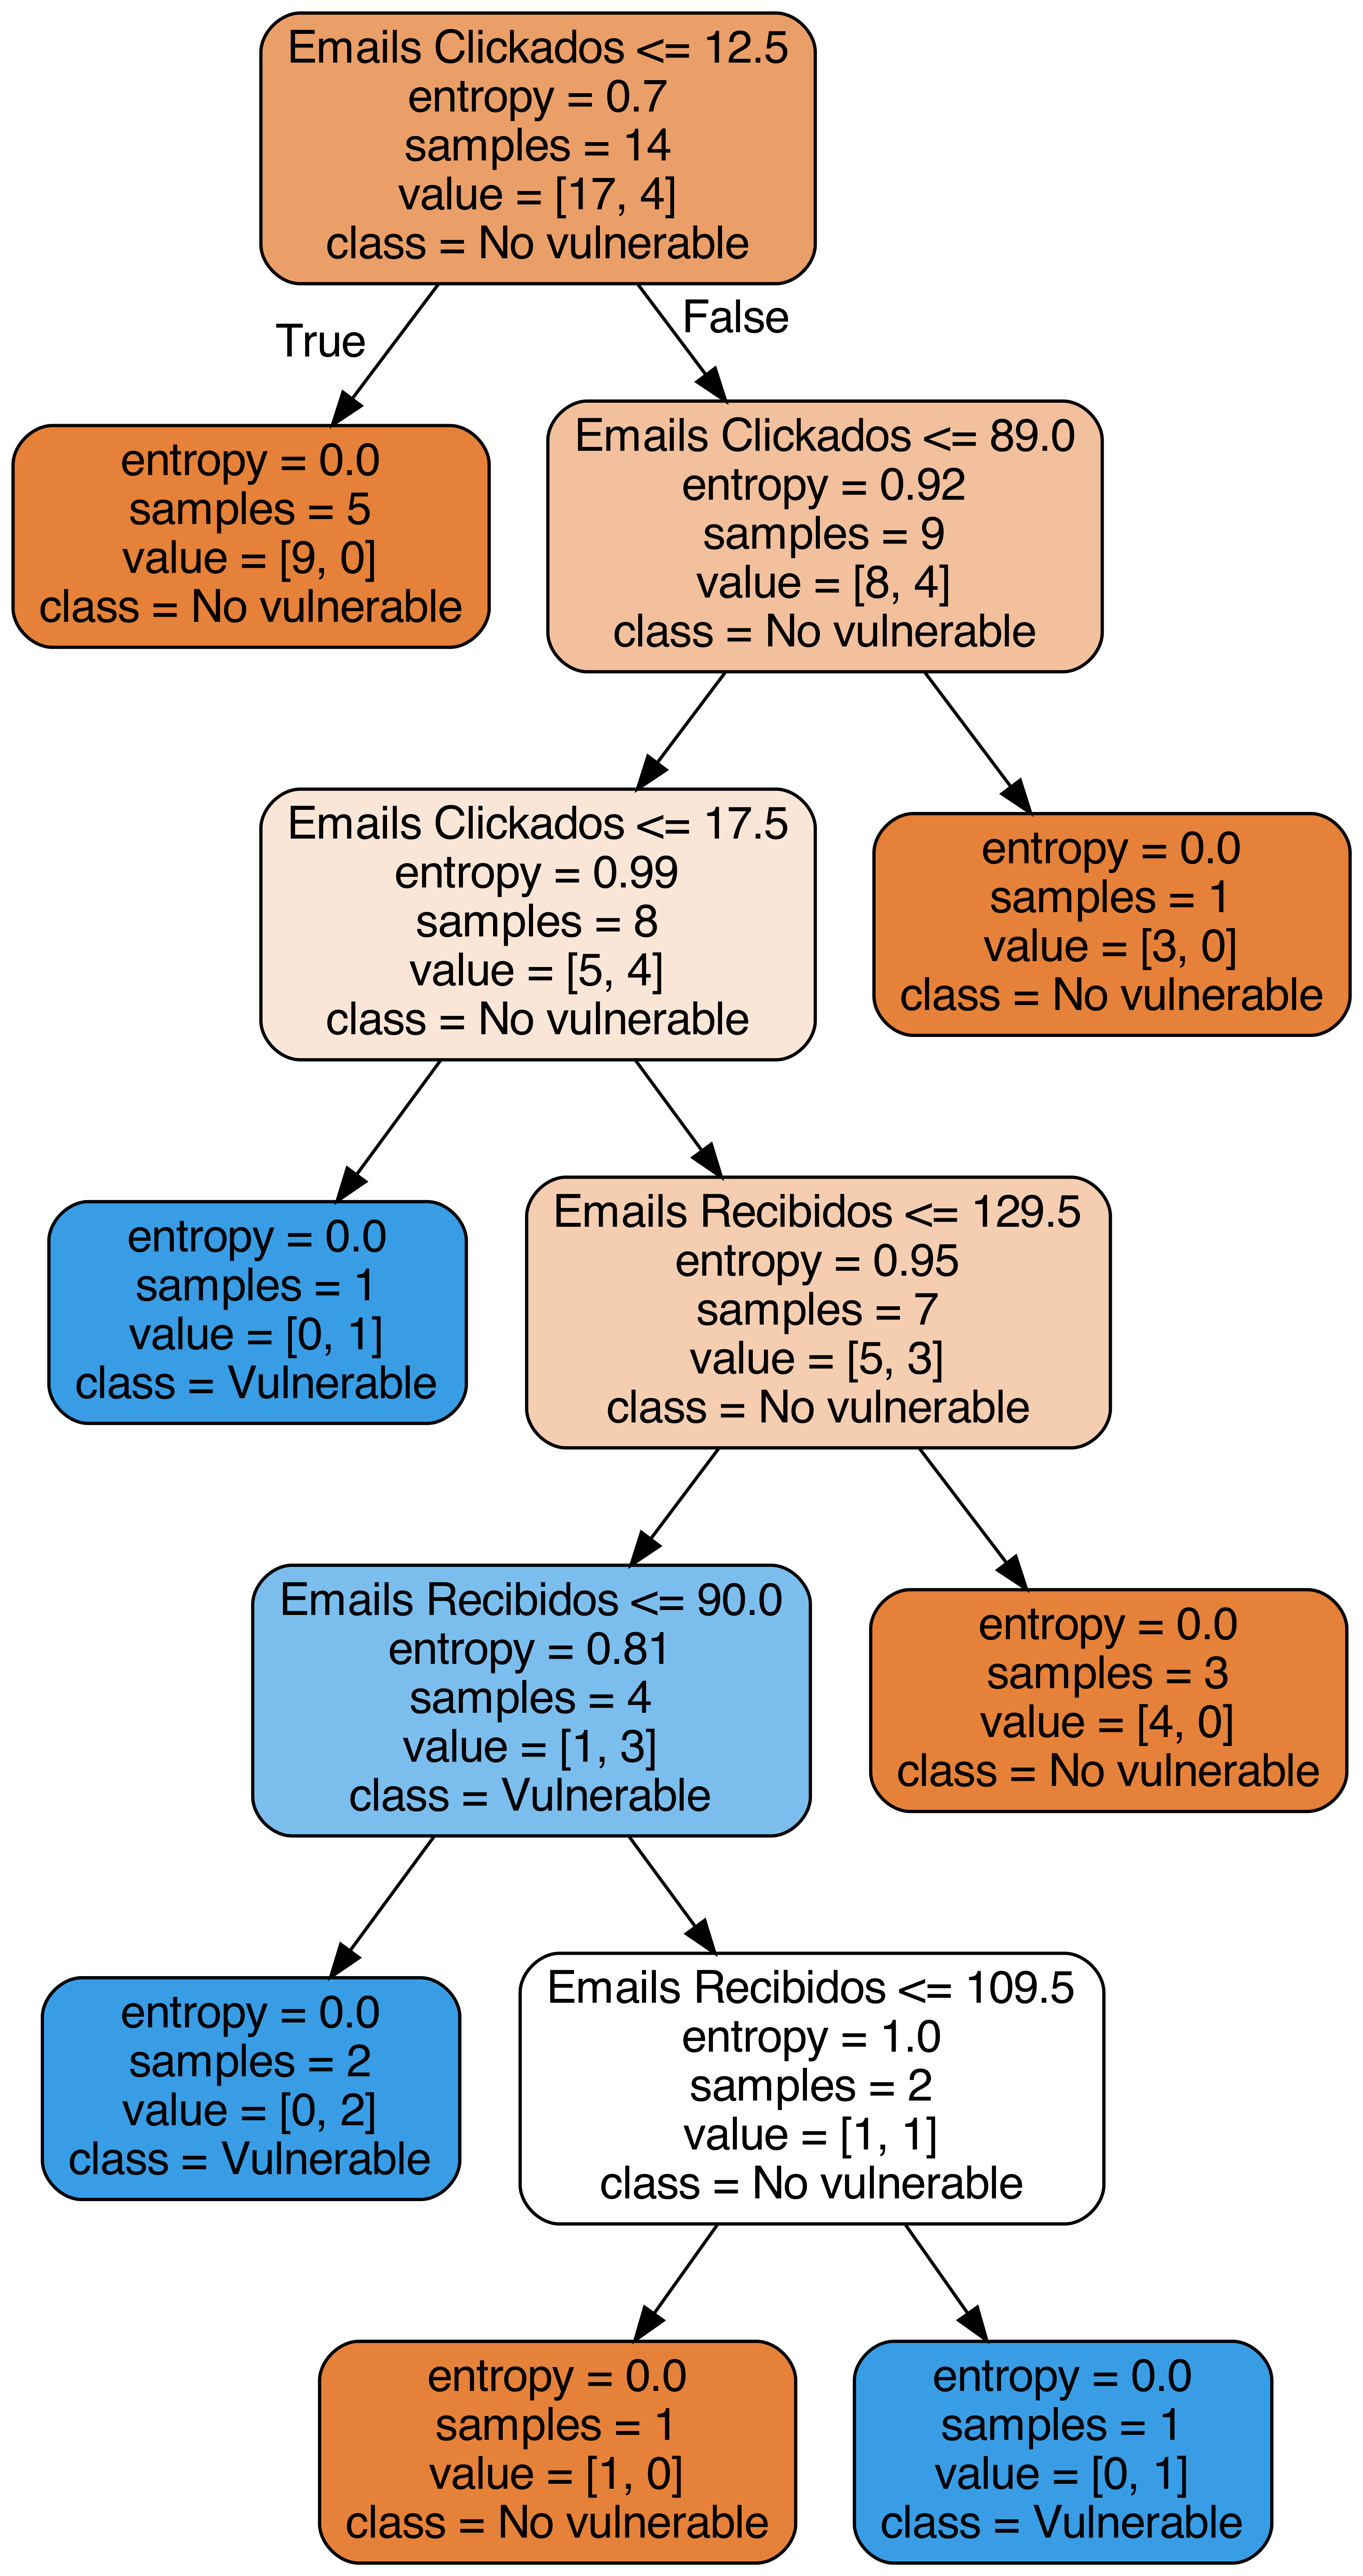 Emails Clickados <= 12.5
entropy = 0.7
samples = 14
value = [17, 4]
class = No vulnerable
True
False
entropy = 0.0
samples = 5
value = [9, 0]
class = No vulnerable
Emails Clickados <= 89.0
entropy = 0.92
samples = 9
value = [8, 4]
class = No vulnerable
Emails Clickados <= 17.5
entropy = 0.99
samples = 8
value = [5, 4]
class = No vulnerable
entropy = 0.0
samples = 1
value = [3, 0]
class = No vulnerable
entropy = 0.0
samples = 1
value = [0, 1]
class = Vulnerable
Emails Recibidos <= 129.5
entropy = 0.95
samples = 7
value = [5, 3]
class = No vulnerable
Emails Recibidos <= 90.0
entropy = 0.81
samples = 4
value = [1, 3]
class = Vulnerable
entropy = 0.0
samples = 3
value = [4, 0]
class = No vulnerable
entropy = 0.0
samples = 2
value = [0, 2]
class = Vulnerable
Emails Recibidos <= 109.5
entropy = 1.0
samples = 2
value = [1, 1]
class = No vulnerable
entropy = 0.0
samples = 1
value = [1, 0]
class = No vulnerable
entropy = 0.0
samples = 1
value = [0, 1]
class = Vulnerable